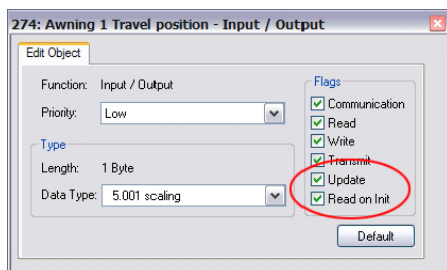 274: Awning 1 Travel position - Input / Output
Edit Object
Function: Input / Output
Priority: Low
Type
Length: 1 Byte
Data Type: 5.001 scaling
Flags
Communication
Read
Write
Transmit
Update
Read on Init
Default